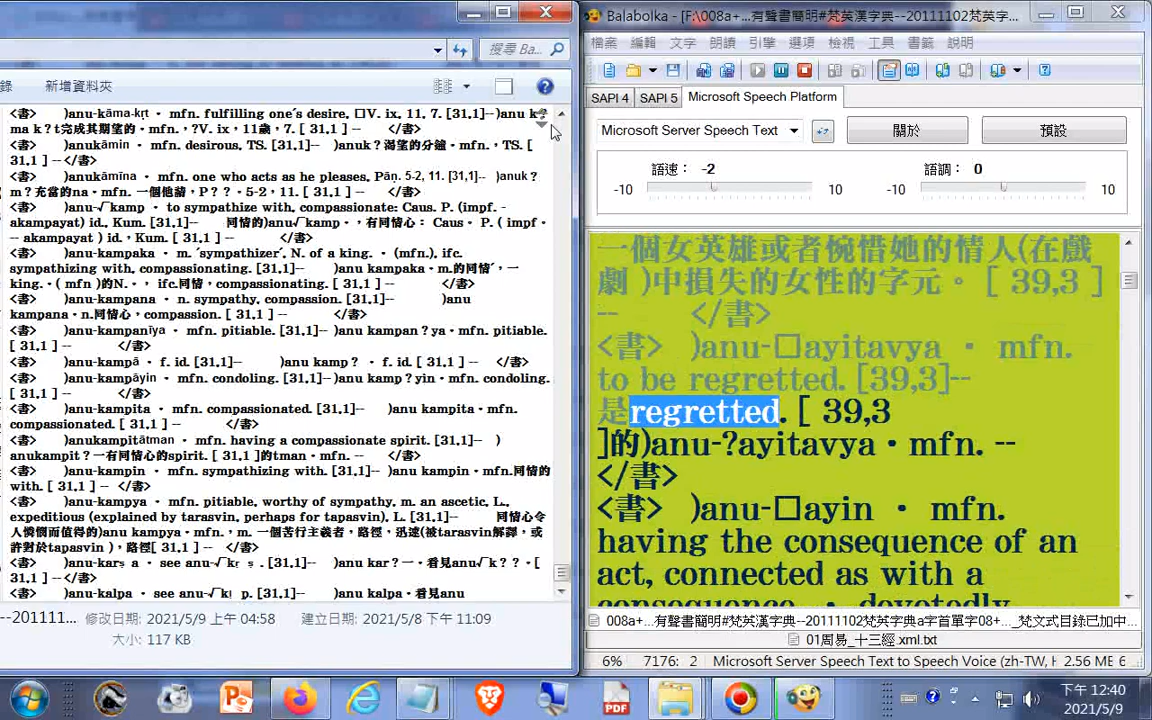 搜尋 Ba...
錄 新增資料夾
<書> )anu-kāma-kṛt • mfn. fulfilling one's desire, □V. ix, 11, 7. [31,1]--)anu k?
ma k?t完成其期望的•mfn.,?V. ix,11歲,7. [ 31,1 ] </書>
<書> )anukāmin • mfn. desirous, TS. [31,1]-- )anuk?渴望的分鐘•mfn.,TS. [
31,1 ]--</書>
<書> )anukāmīna • mfn. one who acts as he pleases, Pāṇ. 5-2, 11. [31,1]-- )anuk?
m?充當的na•mfn. 一個他請,P??.5-2, 11. [ 31,1 ] </書>
<書> )anu-√kamp • to sympathize with, compassionate: Caus. P. (impf. -
akampayat) id., Kum. [31,1]-- 同情的)anu√kamp•,有同情心: Caus。P. ( impf。
-- akampayat ) id.,Kum. [ 31,1 ] </書>
<書> )anu-kampaka • m. 'sympathizer', N. of a king. • (mfn.), ifc.
sympathizing with, compassionating. [31,1]-- )anu kampaka•m.的同情',一
king.•( mfn )的N.•, ifc.同情,compassionating. [ 31,1 ] </書>
<書> )anu-kampana • n. sympathy, compassion. [31,1]-- )anu
kampana•n.同情心,compassion. [ 31,1 ] </書>
<書> )anu-kampanīya • mfn. pitiable. [31,1]-- )anu kampan?ya•mfn. pitiable.
[ 31,1 ] </書>
<書> )anu-kampā • f. id. [31,1]-- )anu kamp? • f. id. [ 31,1 ] -- </書>
<書> )anu-kampāyin • mfn. condoling. [31,1]-- )anu kamp?yin•mfn. condoling.
[ 31,1 ] </書>
<書> )anu-kampita • mfn. compassionated. [31,1]-- )anu kampita•mfn.
compassionated. [ 31,1 ] </書>
<書> )anukampitātman • mfn. having a compassionate spirit. [31,1]-- )
anukampit?一有同情心的spirit. [ 31,1 ]的tman•mfn. -- </書>
<書> )anu-kampin • mfn. sympathizing with. [31,1]-- )anu kampin•mfn.同情的
with. [ 31,1 ] </書>
<書> )anu-kampya • mfn. pitiable, worthy of sympathy, m. an ascetic, L.,
expeditious (explained by tarasvin, perhaps for tapasvin), L. [31,1]-- 同情心令
人憐憫而值得的)anu kampya•mfn.,m. 一個苦行主義者,路徑,迅速(被tarasvin解釋,或
許對於tapasvin ),路徑[ 31,1 ] </書>
<書> )anu-karṣa • see anu-√kṛṣ. [31,1]-- )anu kar?一•看見anu√k??。[
31,1 ]--</書>
<書> )anu-kalpa • see anu-√kḷp. [31,1]-- )anu kalpa•看見anu
--201111... 修改日期: 2021/5/9 上午 04:58 建立日期: 2021/5/8 下午 11:09
大小: 117 KB
Balabolka - [F:\008a+...有聲書簡明#梵英漢字典--20111102梵英字...
檔案 編輯 文字 朗讀 引擎 選項 檢視 工具 書籤 說明
SAPI 4 SAPI 5 Microsoft Speech Platform
Microsoft Server Speech Text 關於 預設
語速: -2 語調: 0
-10 10 -10 10
一個女英雄或者惋惜她的情人(在戲
劇 )中損失的女性的字元。 [ 39,3 ]
-- </書>
<書> )anu-□ayitavya • mfn.
to be regretted. [39,3]--
是regretted. [ 39,3
]的)anu-?ayitavya•mfn. --
</書>
<書> )anu-□ayin • mfn.
having the consequence of an
act, connected as with a
consequence. • devotedly
008a+...有聲書簡明#梵英漢字典--20111102梵英字典a字首單字08+..._梵文式目錄已加中...
01周易_十三經.xml.txt
6% 7176: 2 Microsoft Server Speech Text to Speech Voice (zh-TW, H 2.56 MB 6
PDF
下午 12:40
2021/5/9